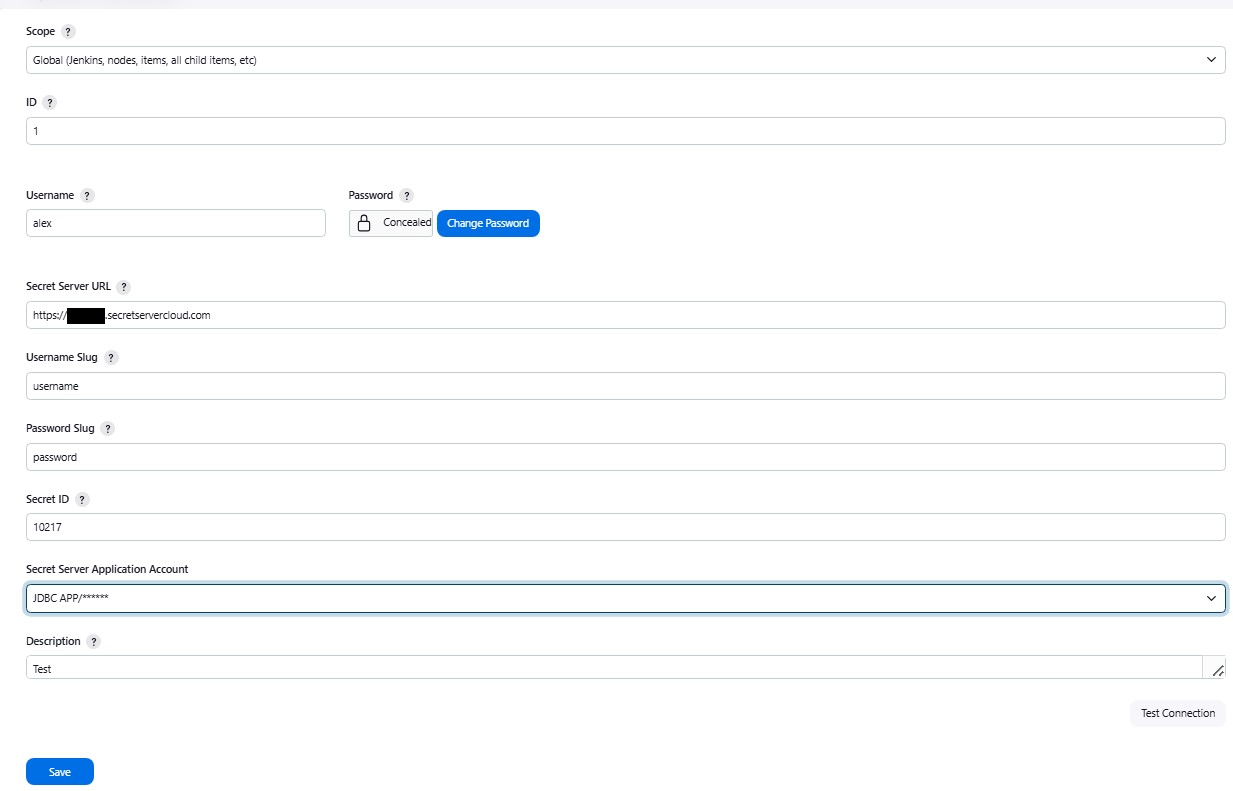 Scope ?
Global (Jenkins, nodes, items, all child items, etc)
ID ?
1
Username ? Password ?
alex Concealed Change Password
Secret Server URL ?
https:// .secretservercloud.com
Username Slug ?
username
Password Slug ?
password
Secret ID ?
10217
Secret Server Application Account
JDBC APP/******
Description ?
Test
Test Connection
Save